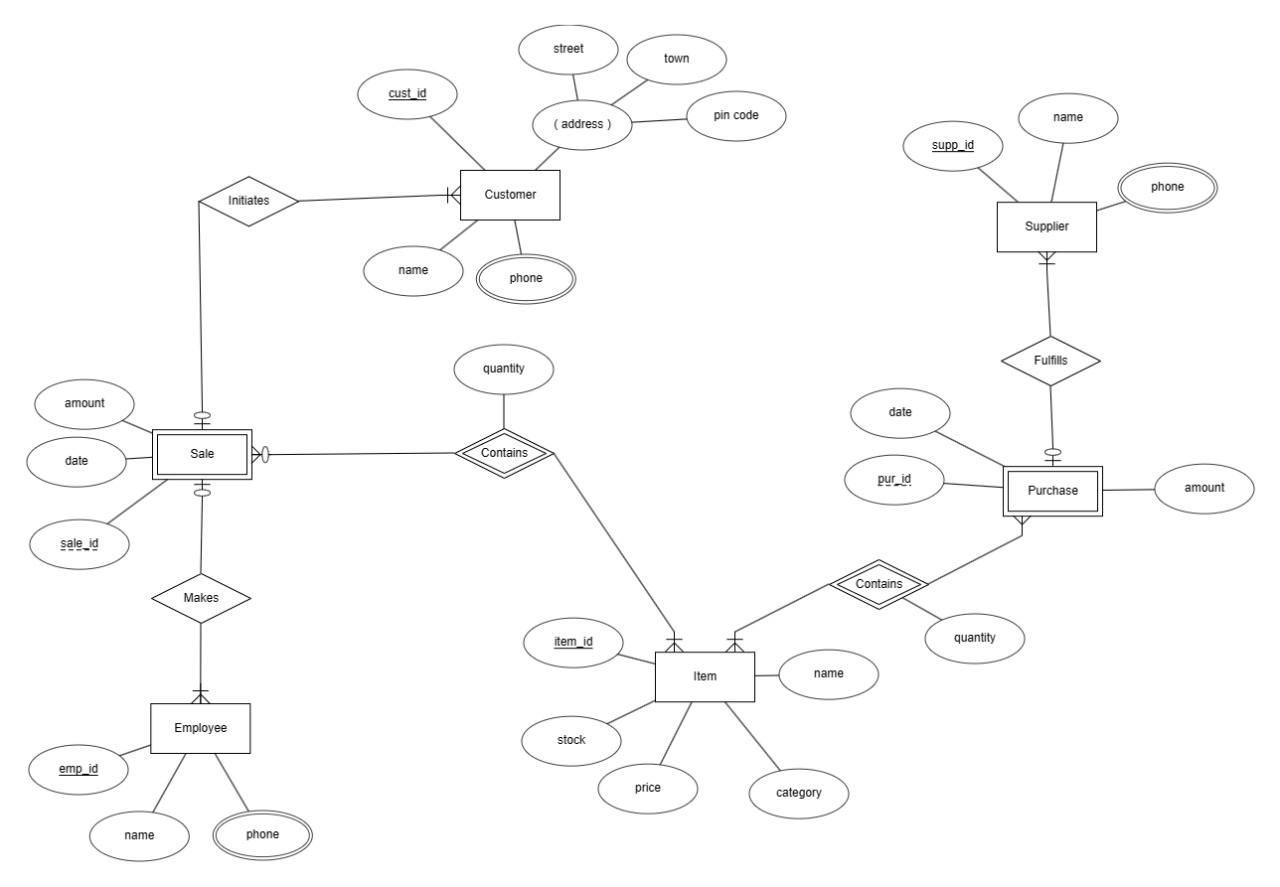 street
town
cust_id
( address )
pin code
name
supp_id
phone
Initiates
Customer
Supplier
name
phone
Fulfills
quantity
amount
date
date
Sale
Contains
pur_id
Purchase
amount
sale_id
Makes
Contains
quantity
item_id
Item
name
Employee
stock
emp_id
price
category
name
phone